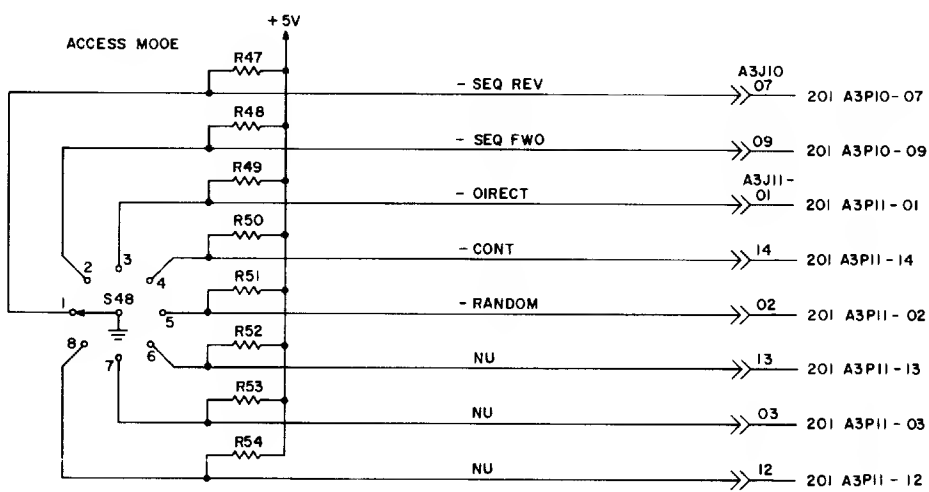 +5V
ACCESS MOOE
R47
- SEQ REV
A3J10
07
201 A3P10-07
R48
- SEQ FWO
09
201 A3P10-09
R49
- OIRECT
A3J11-
01
201 A3P11-01
R50
- CONT
14
201 A3P11-14
R51
- RANDOM
02
201 A3P11-02
R52
NU
13
201 A3P11-13
R53
NU
03
201 A3P11-03
R54
NU
12
201 A3P11-12
1
2
3
4
S48
5
6
7
8